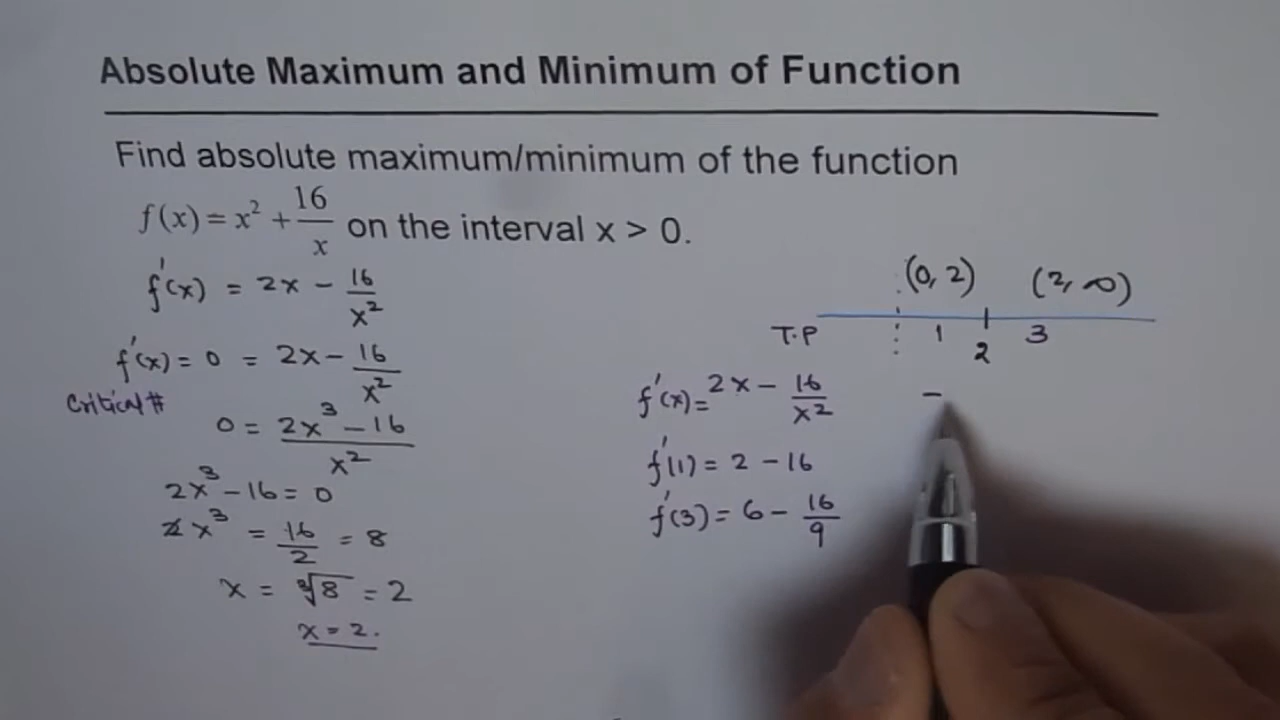 Absolute Maximum and Minimum of Function
Find absolute maximum/minimum of the function
f(x) = x² + 16/x on the interval x > 0.
f'(x) = 2x − 16/x²
f'(x) = 0 = 2x − 16/x²
Critical #
0 = (2x³ − 16)/x²
2x³ − 16 = 0
2x³ = 16/2 = 8
x = ∛8 = 2
x = 2.
(0, 2) (2, ∞)
T.P 1 3
2
f'(x) = 2x − 16/x² −
f'(1) = 2 − 16
f'(3) = 6 − 16/9